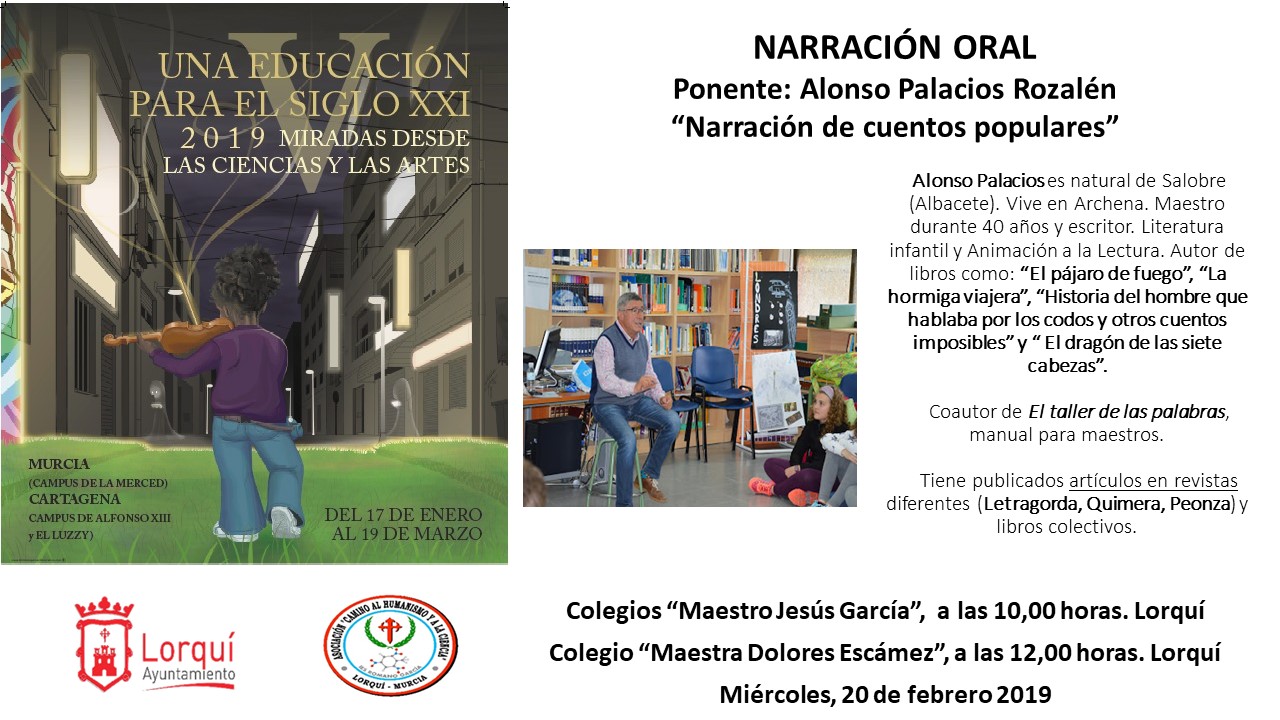 V
UNA EDUCACIÓN
PARA EL SIGLO XXI
2019 MIRADAS DESDE
LAS CIENCIAS Y LAS ARTES
MURCIA
(CAMPUS DE LA MERCED)
CARTAGENA
CAMPUS DE ALFONSO XIII
y EL LUZZY)
DEL 17 DE ENERO
AL 19 DE MARZO
NARRACIÓN ORAL
Ponente: Alonso Palacios Rozalén
“Narración de cuentos populares”
LONDRES
Alonso Palacios es natural de Salobre
(Albacete). Vive en Archena. Maestro
durante 40 años y escritor. Literatura
infantil y Animación a la Lectura. Autor de
libros como: “El pájaro de fuego”, “La
hormiga viajera”, “Historia del hombre que
hablaba por los codos y otros cuentos
imposibles” y “ El dragón de las siete
cabezas”.
Coautor de El taller de las palabras,
manual para maestros.
Tiene publicados artículos en revistas
diferentes (Letragorda, Quimera, Peonza) y
libros colectivos.
Lorquí
Ayuntamiento
ASOCIACIÓN "CAMINO AL HUMANISMO Y A LA CIENCIA"
LORQUÍ - MURCIA
Colegios “Maestro Jesús García”, a las 10,00 horas. Lorquí
Colegio “Maestra Dolores Escámez”, a las 12,00 horas. Lorquí
Miércoles, 20 de febrero 2019